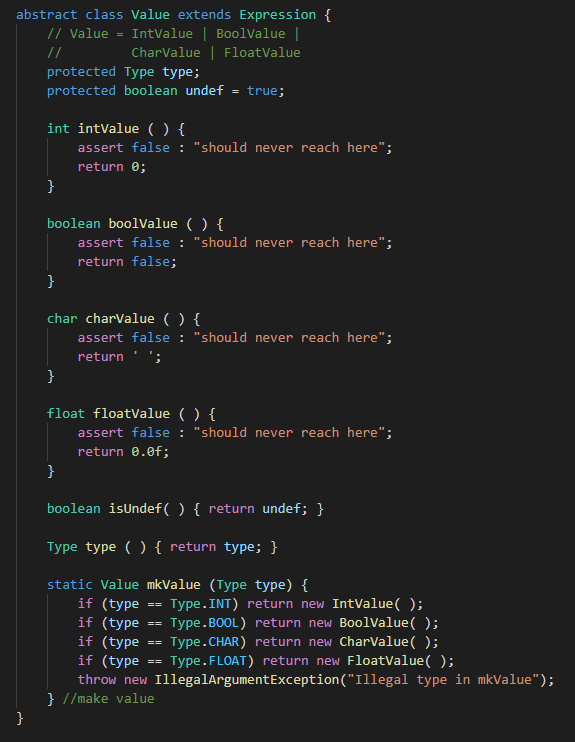 abstract class Value extends Expression {
    // Value = IntValue | BoolValue |
    //         CharValue | FloatValue
    protected Type type;
    protected boolean undef = true;

    int intValue ( ) {
        assert false : "should never reach here";
        return 0;
    }

    boolean boolValue ( ) {
        assert false : "should never reach here";
        return false;
    }

    char charValue ( ) {
        assert false : "should never reach here";
        return ' ';
    }

    float floatValue ( ) {
        assert false : "should never reach here";
        return 0.0f;
    }

    boolean isUndef( ) { return undef; }

    Type type ( ) { return type; }

    static Value mkValue (Type type) {
        if (type == Type.INT) return new IntValue( );
        if (type == Type.BOOL) return new BoolValue( );
        if (type == Type.CHAR) return new CharValue( );
        if (type == Type.FLOAT) return new FloatValue( );
        throw new IllegalArgumentException("Illegal type in mkValue");
    } //make value
}